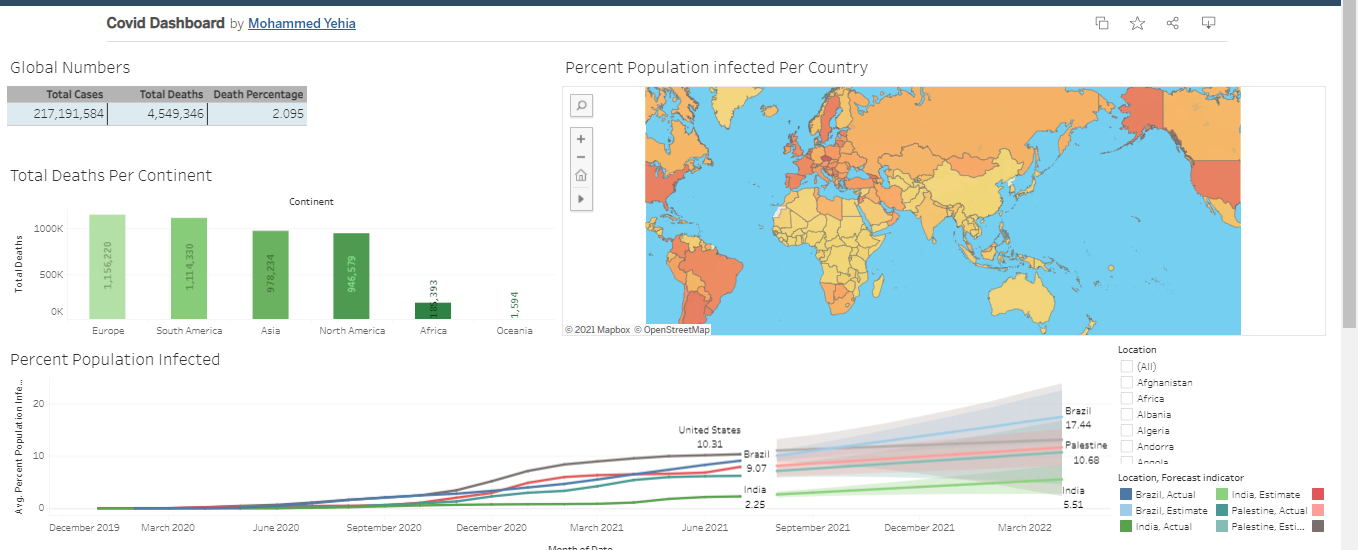 Covid Dashboard by Mohammed Yehia
Global Numbers
Total Cases Total Deaths Death Percentage
217,191,584 4,549,346 2.095
Total Deaths Per Continent
Continent
Total Deaths
1000K
500K
0K
1,156,220
1,114,330
978,234
946,579
185,393
1,594
Europe South America Asia North America Africa Oceania
Percent Population infected Per Country
© 2021 Mapbox © OpenStreetMap
Percent Population Infected
Avg. Percent Population Infe...
20
10
0
United States
10.31
Brazil
9.07
India
2.25
Brazil
17.44
Palestine
10.68
India
5.51
December 2019 March 2020 June 2020 September 2020 December 2020 March 2021 June 2021 September 2021 December 2021 March 2022
Month of Date
Location
(All)
Afghanistan
Africa
Albania
Algeria
Andorra
Angola
Location, Forecast indicator
Brazil, Actual India, Estimate
Brazil, Estimate Palestine, Actual
India, Actual Palestine, Esti...